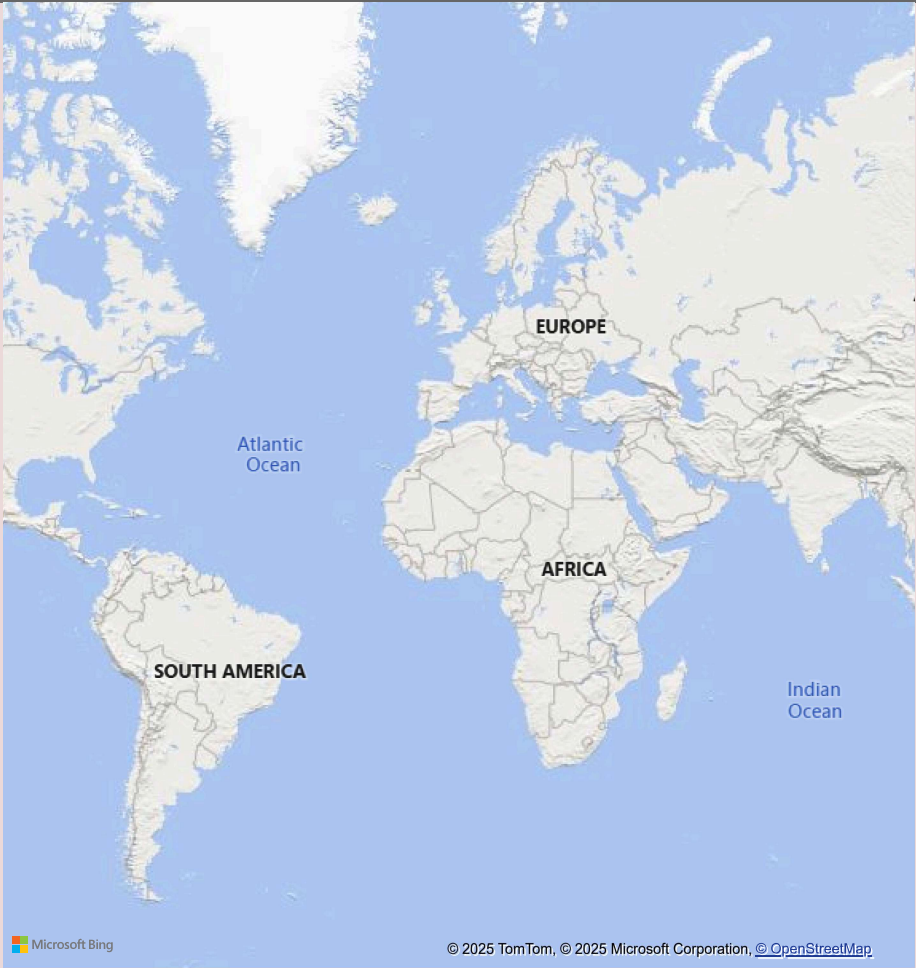 EUROPE
Atlantic
Ocean
AFRICA
SOUTH AMERICA
Indian
Ocean
Microsoft Bing
© 2025 TomTom, © 2025 Microsoft Corporation, © OpenStreetMap